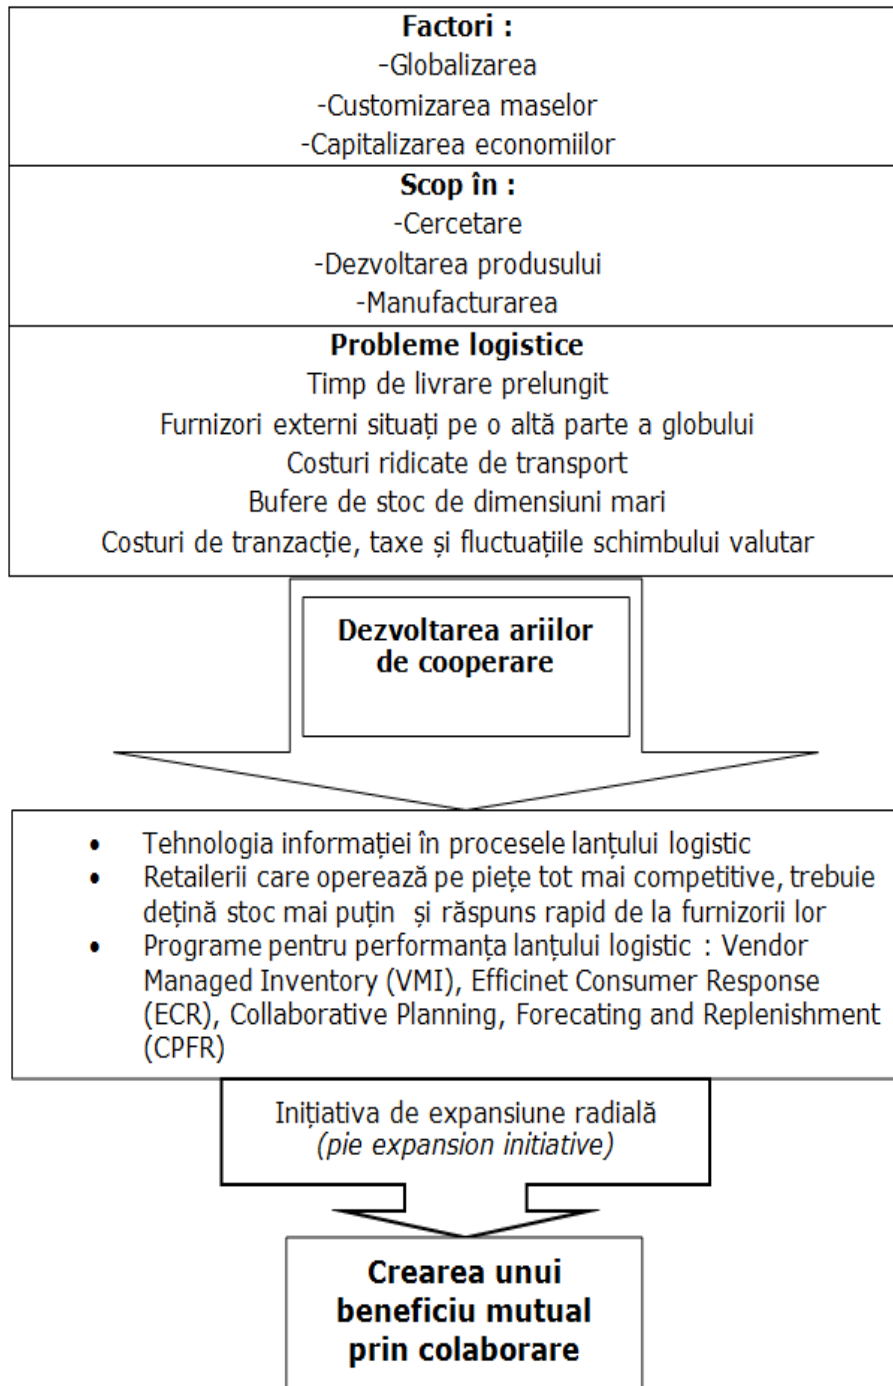 Factori :
-Globalizarea
-Customizarea maselor
-Capitalizarea economiilor
Scop în :
-Cercetare
-Dezvoltarea produsului
-Manufacturarea
Probleme logistice
Timp de livrare prelungit
Furnizori externi situați pe o altă parte a globului
Costuri ridicate de transport
Bufere de stoc de dimensiuni mari
Costuri de tranzacție, taxe și fluctuațiile schimbului valutar
Dezvoltarea ariilor
de cooperare
• Tehnologia informației în procesele lanțului logistic
• Retailerii care operează pe piețe tot mai competitive, trebuie
dețină stoc mai puțin și răspuns rapid de la furnizorii lor
• Programe pentru performanța lanțului logistic : Vendor
Managed Inventory (VMI), Efficinet Consumer Response
(ECR), Collaborative Planning, Forecating and Replenishment
(CPFR)
Inițiativa de expansiune radială
(pie expansion initiative)
Crearea unui
beneficiu mutual
prin colaborare